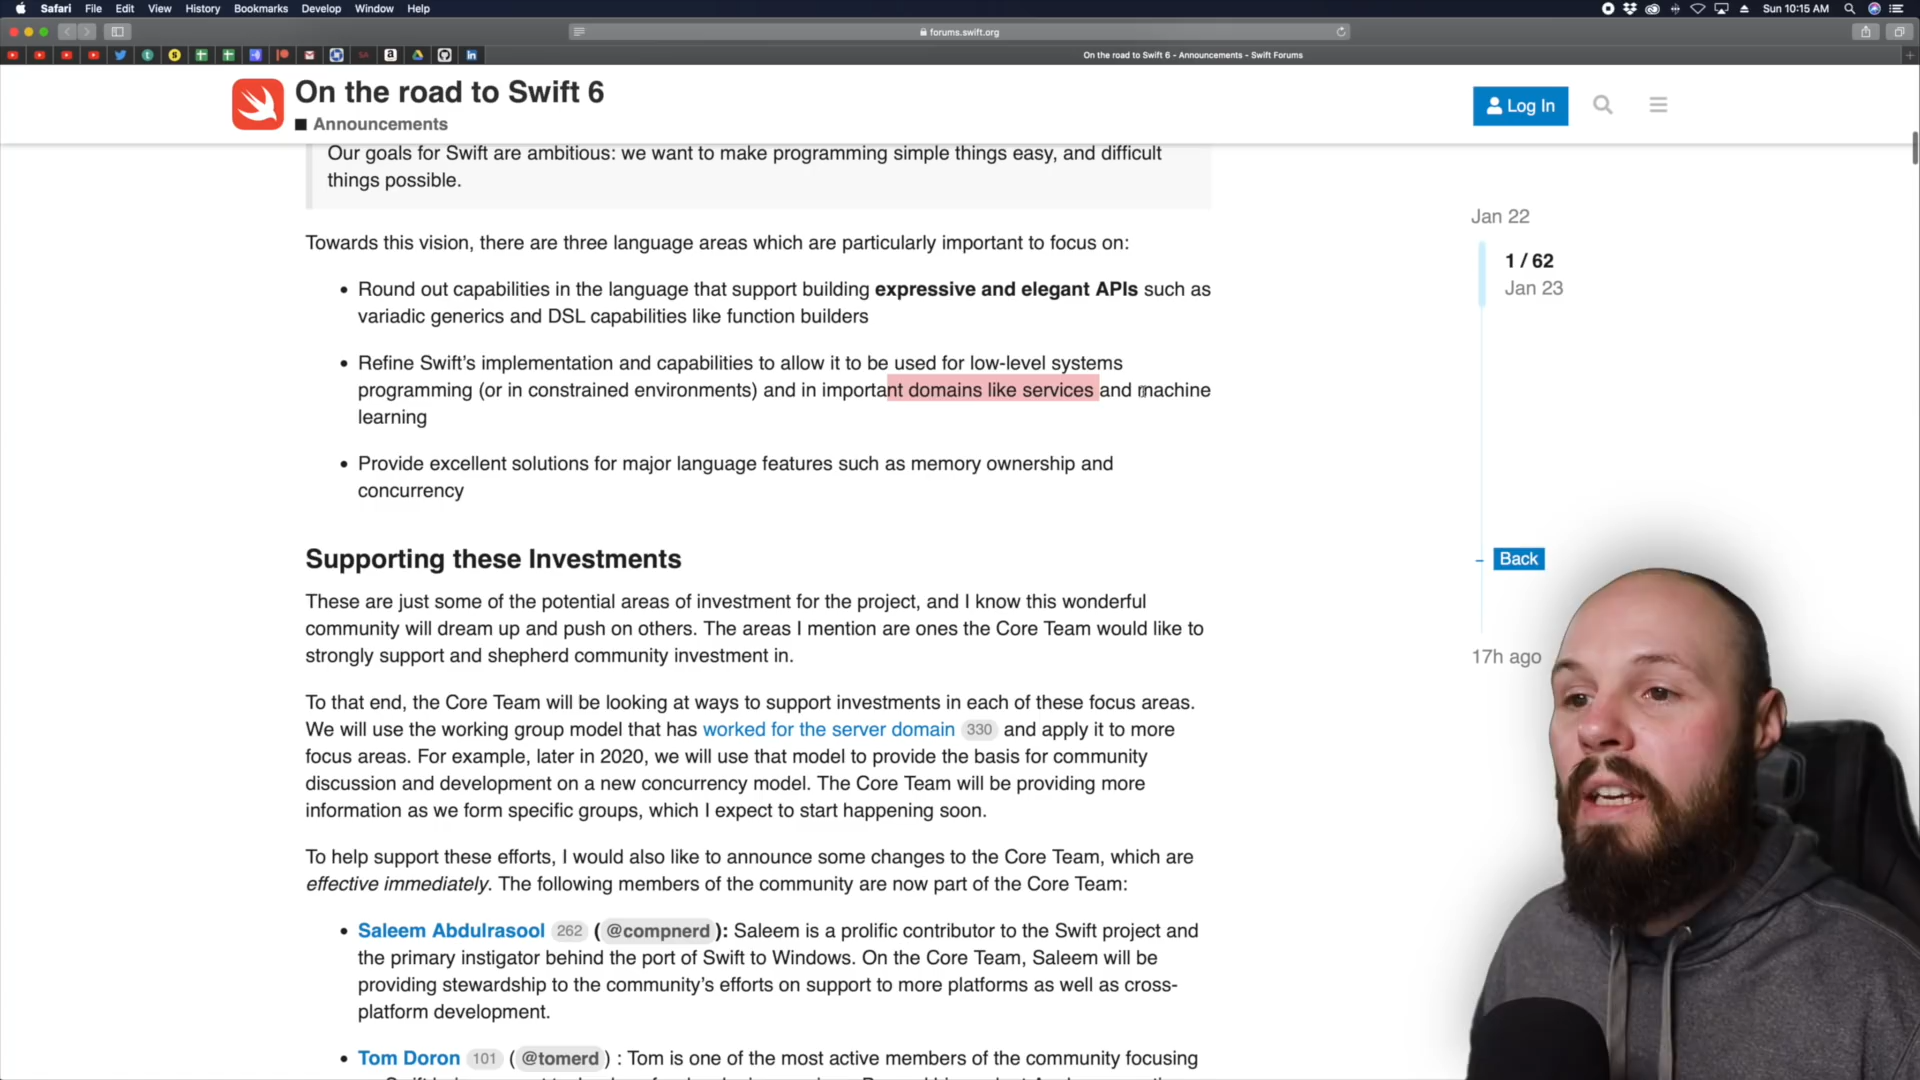 Safari File Edit View History Bookmarks Develop Window Help
Sun 10:15 AM
forums.swift.org
On the road to Swift 6 - Announcements - Swift Forums
On the road to Swift 6
Announcements
Log In
Our goals for Swift are ambitious: we want to make programming simple things easy, and difficult
things possible.
Towards this vision, there are three language areas which are particularly important to focus on:
• Round out capabilities in the language that support building expressive and elegant APIs such as
variadic generics and DSL capabilities like function builders
• Refine Swift's implementation and capabilities to allow it to be used for low-level systems
programming (or in constrained environments) and in important domains like services and machine
learning
• Provide excellent solutions for major language features such as memory ownership and
concurrency
Supporting these Investments
These are just some of the potential areas of investment for the project, and I know this wonderful
community will dream up and push on others. The areas I mention are ones the Core Team would like to
strongly support and shepherd community investment in.
To that end, the Core Team will be looking at ways to support investments in each of these focus areas.
We will use the working group model that has worked for the server domain 330 and apply it to more
focus areas. For example, later in 2020, we will use that model to provide the basis for community
discussion and development on a new concurrency model. The Core Team will be providing more
information as we form specific groups, which I expect to start happening soon.
To help support these efforts, I would also like to announce some changes to the Core Team, which are
effective immediately. The following members of the community are now part of the Core Team:
• Saleem Abdulrasool 262 (@compnerd): Saleem is a prolific contributor to the Swift project and
the primary instigator behind the port of Swift to Windows. On the Core Team, Saleem will be
providing stewardship to the community's efforts on support to more platforms as well as cross-
platform development.
• Tom Doron 101 (@tomerd) : Tom is one of the most active members of the community focusing
Jan 22
1 / 62
Jan 23
Back
17h ago